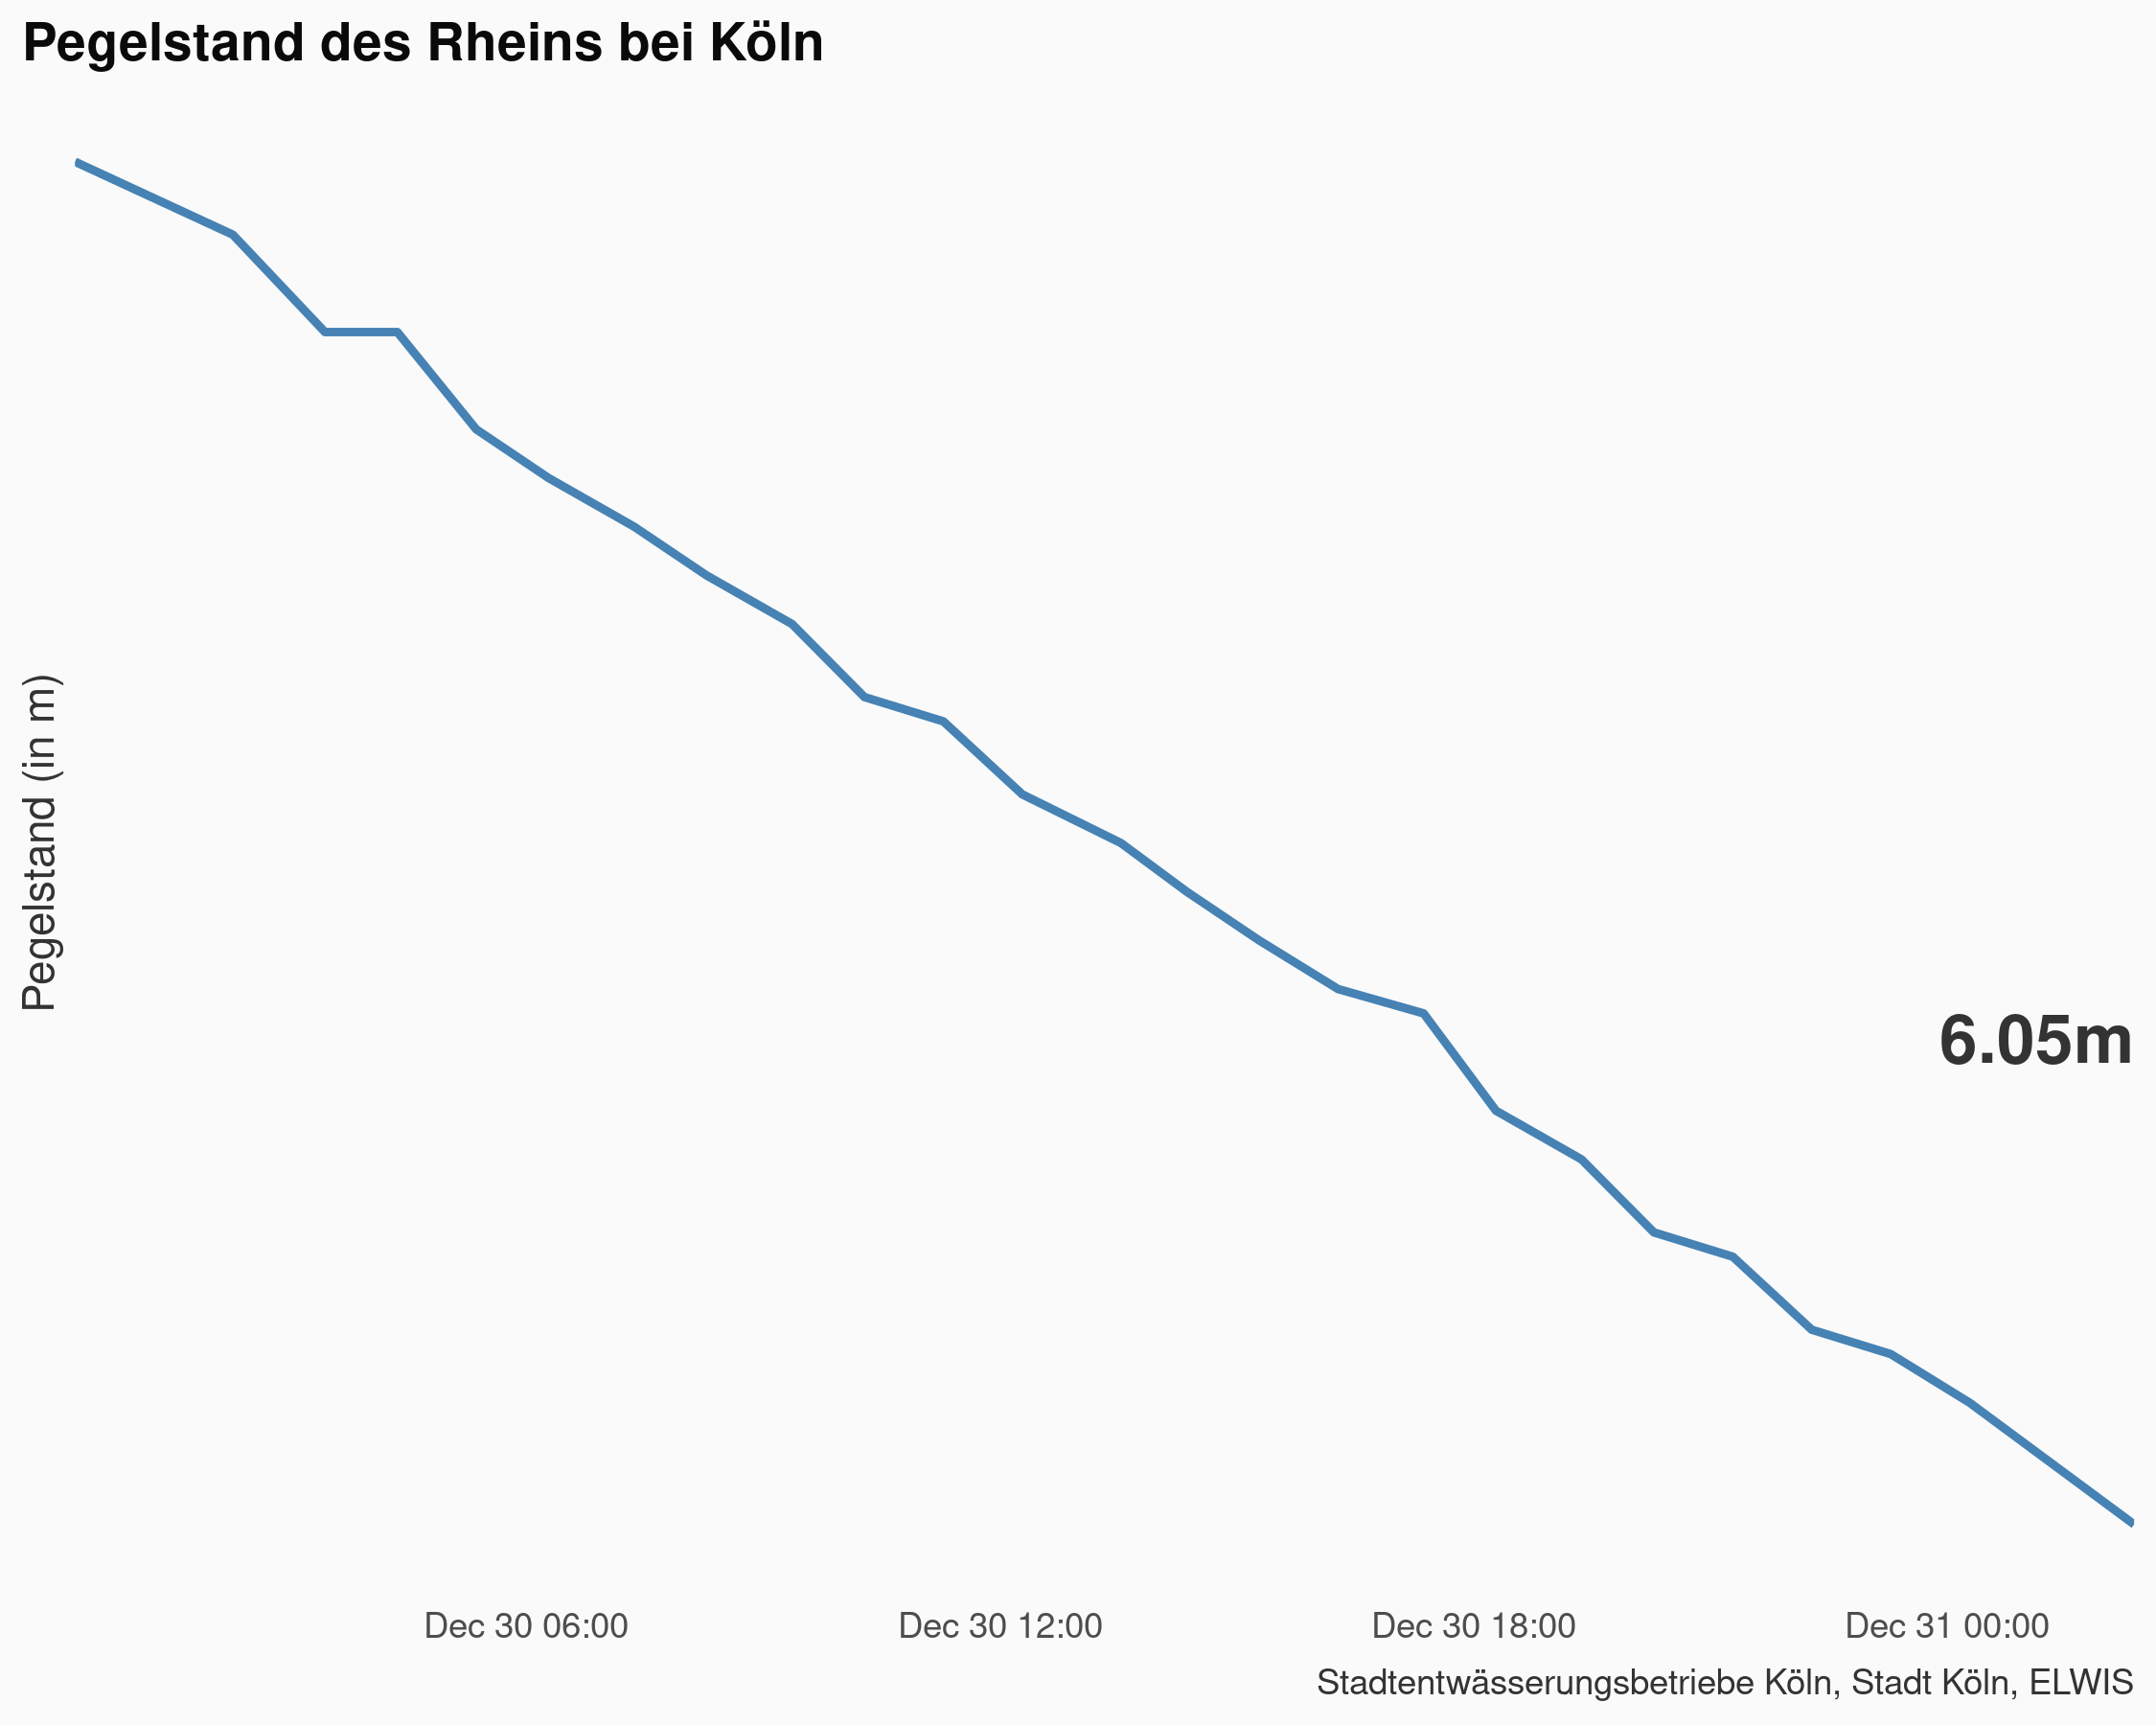 Pegelstand des Rheins bei Köln
Pegelstand (in m)
6.05m
Dec 30 06:00
Dec 30 12:00
Dec 30 18:00
Dec 31 00:00
Stadtentwässerungsbetriebe Köln, Stadt Köln, ELWIS